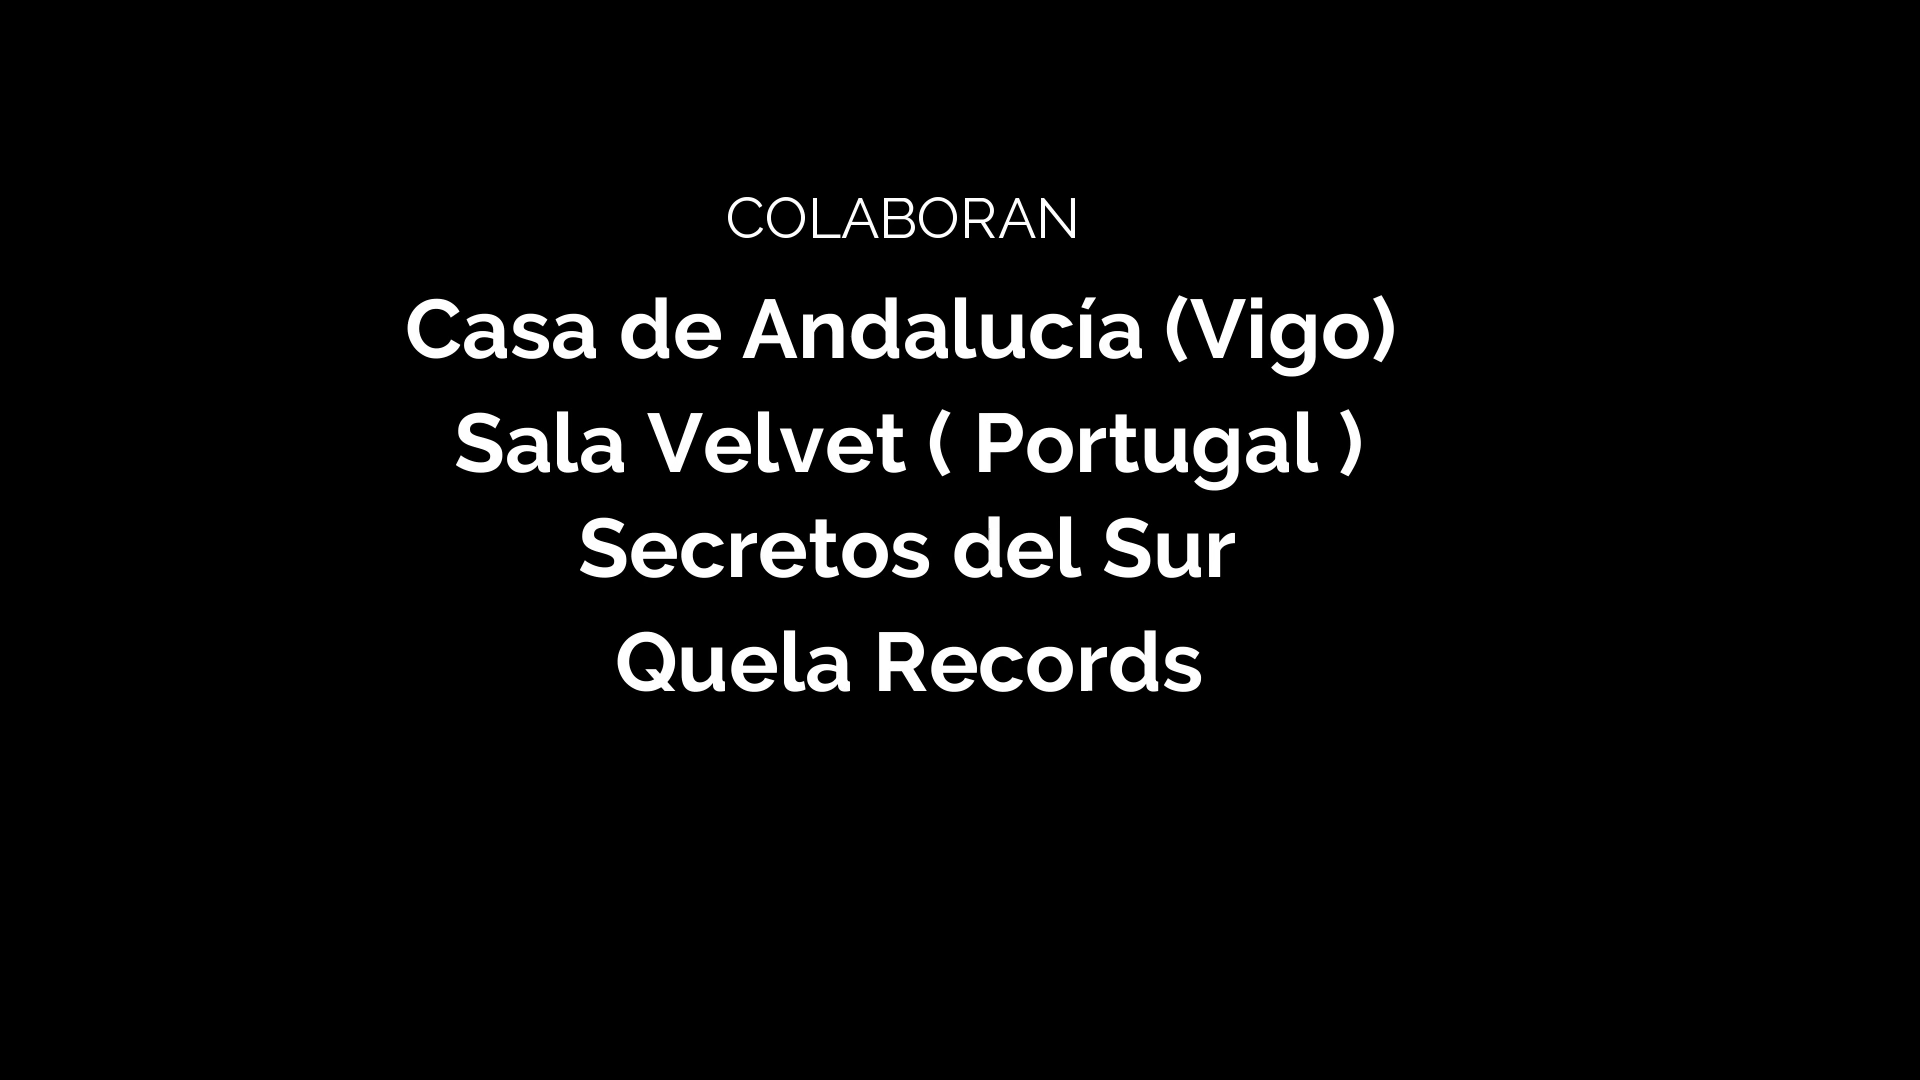 COLABORAN
Casa de Andalucía (Vigo)
Sala Velvet ( Portugal )
Secretos del Sur
Quela Records